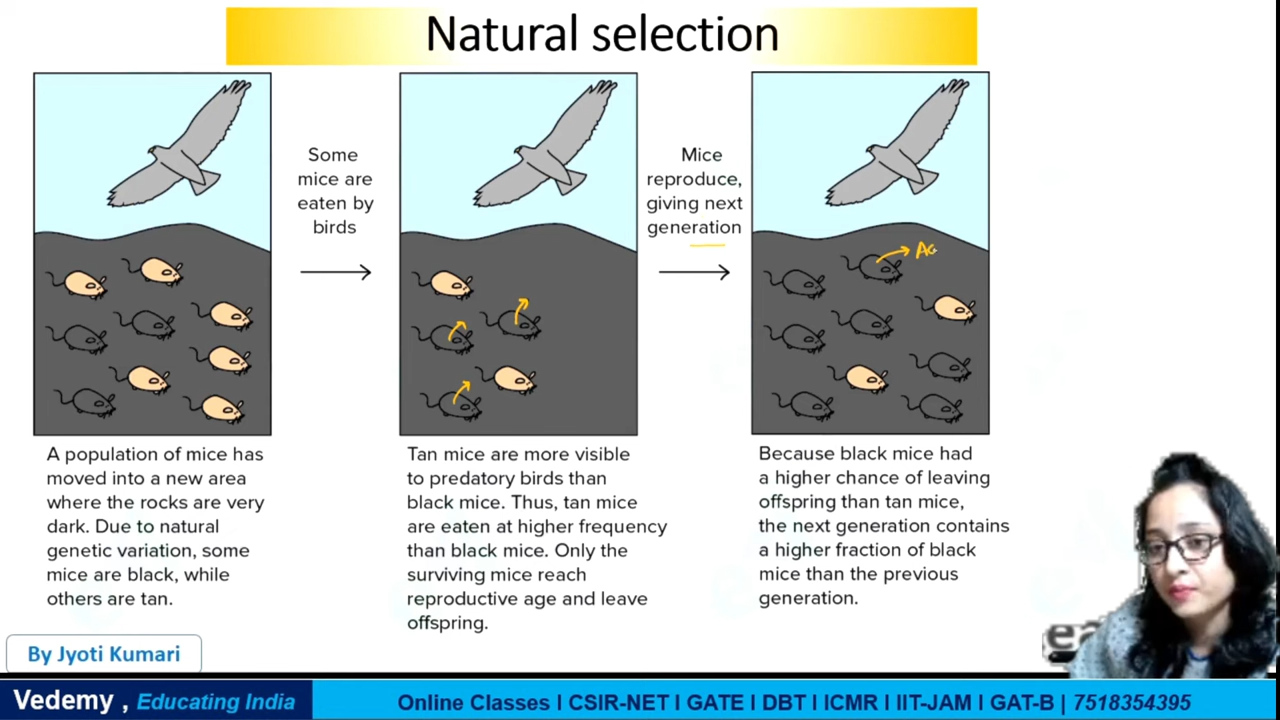 Natural selection
Some
mice are
eaten by
birds
Mice
reproduce,
giving next
generation
A population of mice has
moved into a new area
where the rocks are very
dark. Due to natural
genetic variation, some
mice are black, while
others are tan.
Tan mice are more visible
to predatory birds than
black mice. Thus, tan mice
are eaten at higher frequency
than black mice. Only the
surviving mice reach
reproductive age and leave
offspring.
Because black mice had
a higher chance of leaving
offspring than tan mice,
the next generation contains
a higher fraction of black
mice than the previous
generation.
By Jyoti Kumari
Vedemy , Educating India
Online Classes I CSIR-NET I GATE I DBT I ICMR I IIT-JAM I GAT-B | 7518354395